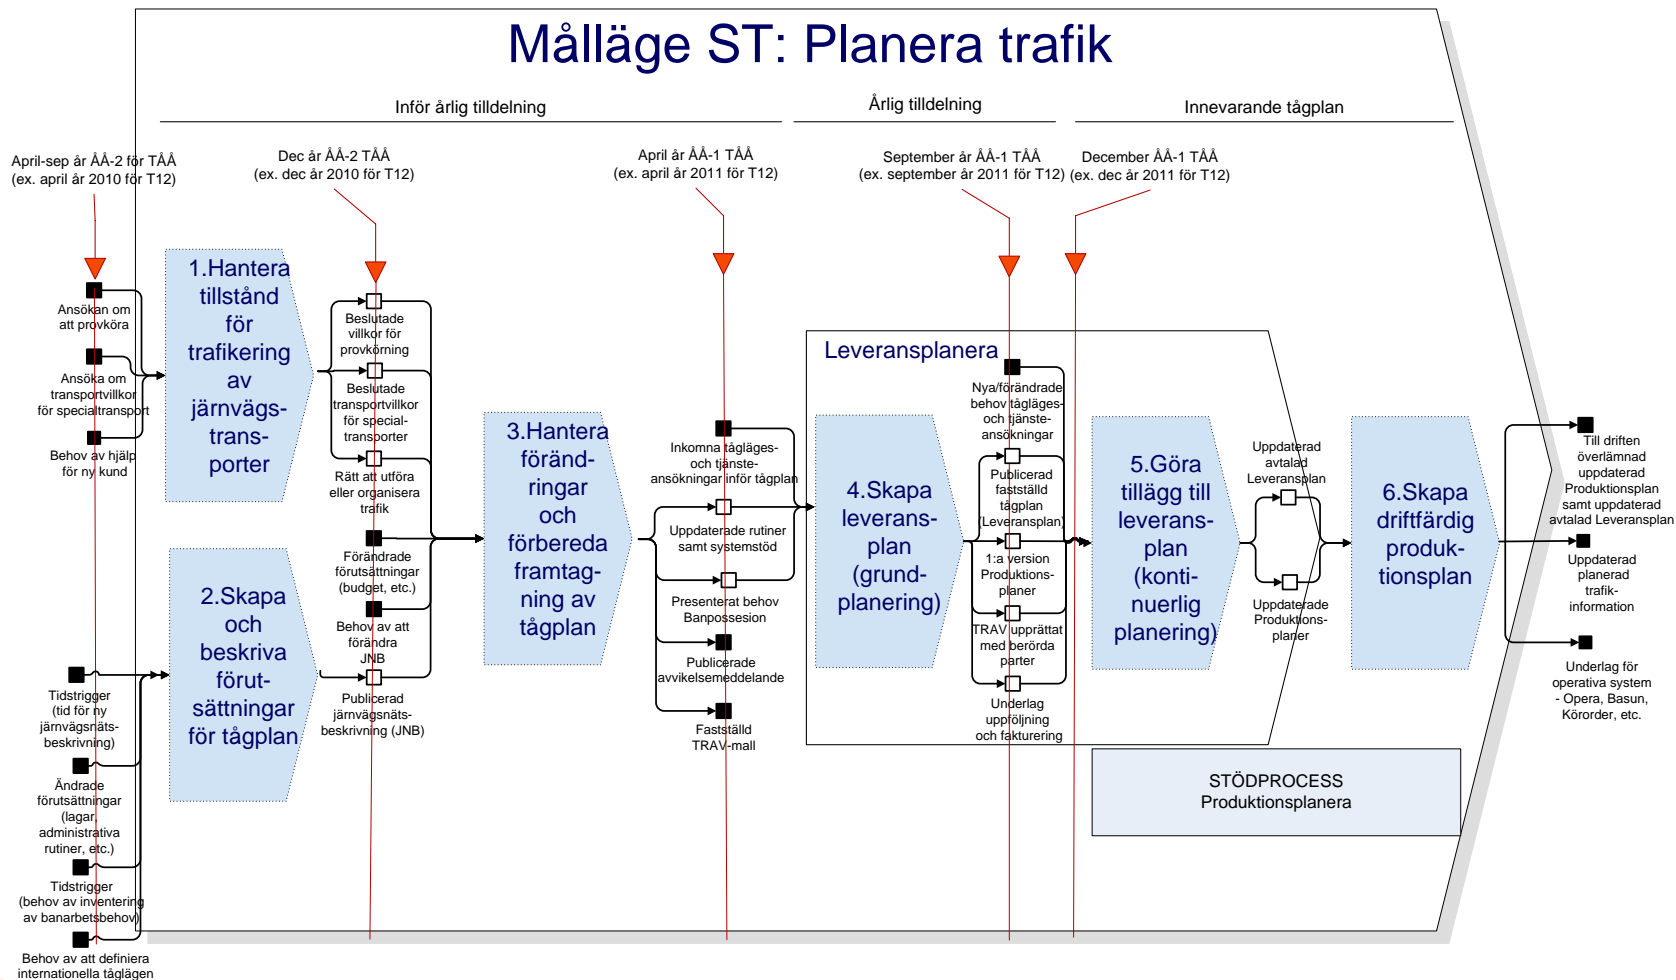 Målläge ST: Planera trafik
Inför årlig tilldelning
Årlig tilldelning
Innevarande tågplan
April-sep år ÅÅ-2 för TÅÅ
(ex. april år 2010 för T12)
Dec år ÅÅ-2 TÅÅ
(ex. dec år 2010 för T12)
April år ÅÅ-1 TÅÅ
(ex. april år 2011 för T12)
September år ÅÅ-1 TÅÅ
(ex. september år 2011 för T12)
December ÅÅ-1 TÅÅ
(ex. dec år 2011 för T12)
Ansökan om
att provköra
Ansöka om
transportvillkor
för specialtransport
Behov av hjälp
för ny kund
Tidstrigger
(tid för ny
järnvägsnäts-
beskrivning)
Ändrade
förutsättningar
(lagar,
administrativa
rutiner, etc.)
Tidstrigger
(behov av inventering
av banarbetsbehov)
Behov av att definiera
internationella tåglägen
1.Hantera
tillstånd
för
trafikering
av
järnvägs-
trans-
porter
2.Skapa
och
beskriva
förut-
sättningar
för tågplan
Beslutade
villkor för
provkörning
Beslutade
transportvillkor
för special-
transporter
Rätt att utföra
eller organisera
trafik
Förändrade
förutsättningar
(budget, etc.)
Behov av att
förändra
JNB
Publicerad
järnvägsnäts-
beskrivning (JNB)
3.Hantera
föränd-
ringar
och
förbereda
framtag-
ning av
tågplan
Inkomna tågläges-
och tjänste-
ansökningar inför tågplan
Uppdaterade rutiner
samt systemstöd
Presenterat behov
Banpossesion
Publicerade
avvikelsemeddelande
Fastställd
TRAV-mall
Leveransplanera
4.Skapa
leverans-
plan
(grund-
planering)
Nya/förändrade
behov tågläges-
och tjänste-
ansökningar
Publicerad
fastställd
tågplan
(Leveransplan)
1:a version
Produktions-
planer
TRAV upprättat
med berörda
parter
Underlag
uppföljning
och fakturering
5.Göra
tillägg till
leverans-
plan
(konti-
nuerlig
planering)
Uppdaterad
avtalad
Leveransplan
Uppdaterade
Produktions-
planer
6.Skapa
driftfärdig
produk-
tionsplan
Till driften
överlämnad
uppdaterad
Produktionsplan
samt uppdaterad
avtalad Leveransplan
Uppdaterad
planerad
trafik-
information
Underlag för
operativa system
- Opera, Basun,
Körorder, etc.
STÖDPROCESS
Produktionsplanera